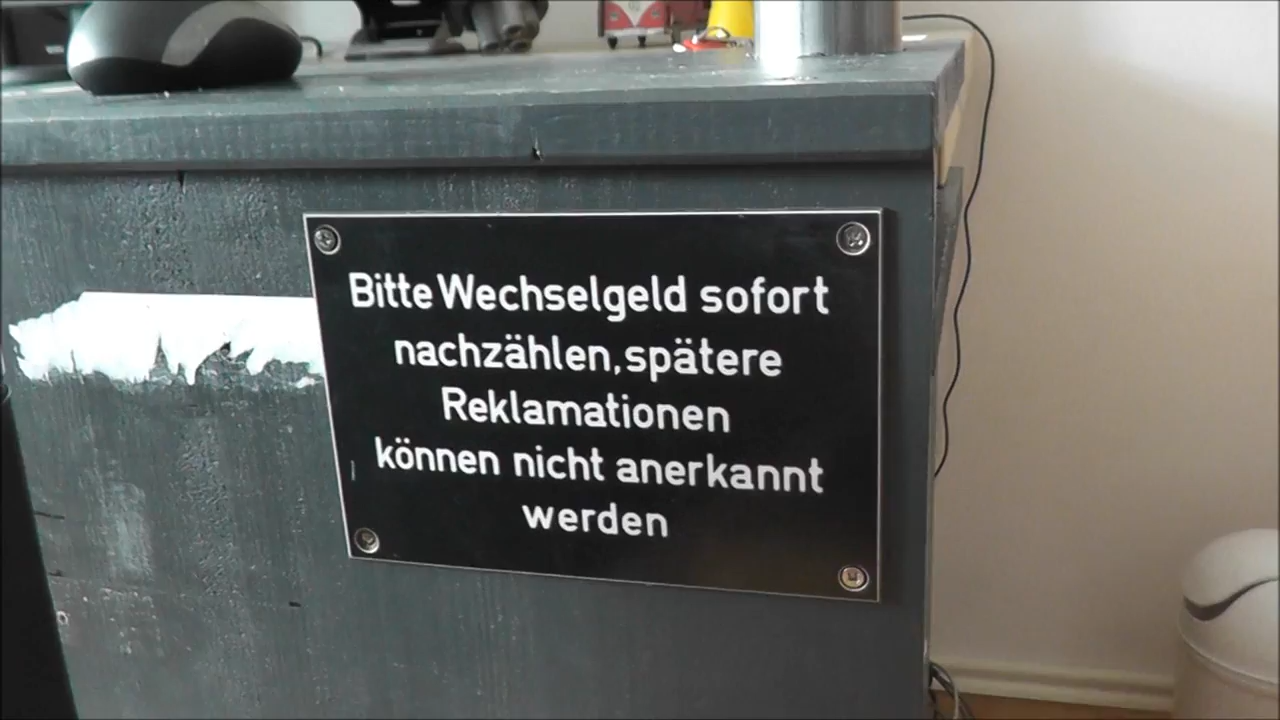 Bitte Wechselgeld sofort
nachzählen, spätere
Reklamationen
können nicht anerkannt
werden